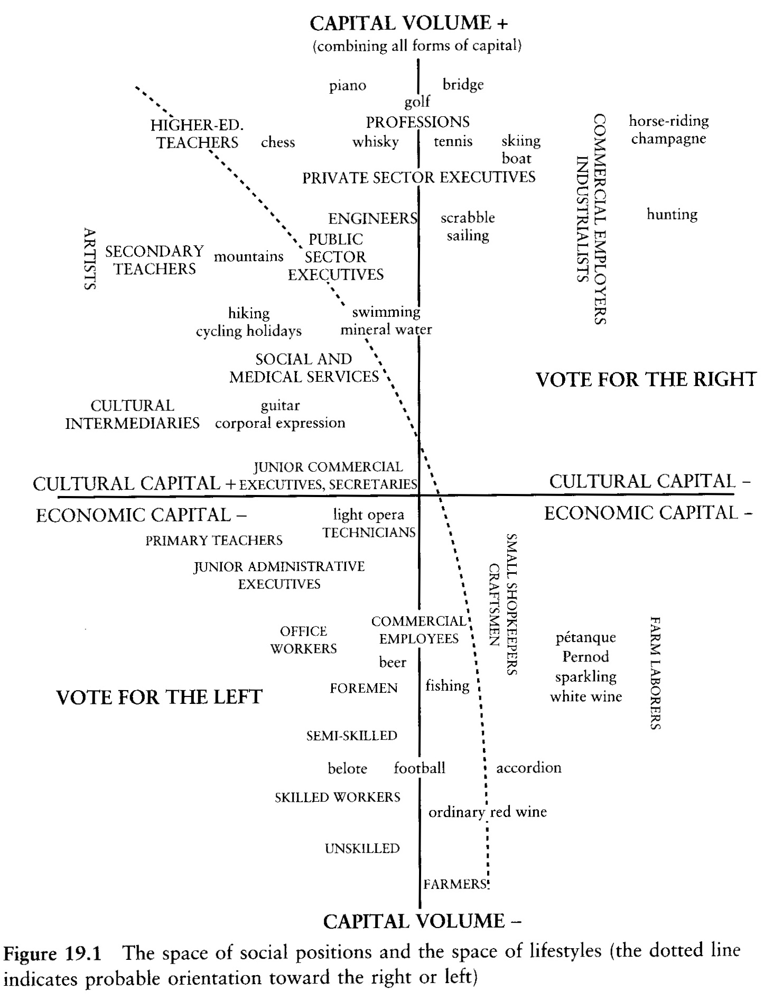 CAPITAL VOLUME +
(combining all forms of capital)
piano
bridge
golf
HIGHER-ED.
TEACHERS
chess
PROFESSIONS
whisky
tennis
skiing
boat
COMMERCIAL EMPLOYERS
INDUSTRIALISTS
horse-riding
champagne
PRIVATE SECTOR EXECUTIVES
ENGINEERS
scrabble
sailing
hunting
ARTISTS
SECONDARY
TEACHERS
mountains
PUBLIC
SECTOR
EXECUTIVES
hiking
cycling holidays
swimming
mineral water
SOCIAL AND
MEDICAL SERVICES
VOTE FOR THE RIGHT
CULTURAL
INTERMEDIARIES
guitar
corporal expression
JUNIOR COMMERCIAL
EXECUTIVES, SECRETARIES
CULTURAL CAPITAL +
CULTURAL CAPITAL –
ECONOMIC CAPITAL –
ECONOMIC CAPITAL –
light opera
TECHNICIANS
PRIMARY TEACHERS
JUNIOR ADMINISTRATIVE
EXECUTIVES
SMALL SHOPKEEPERS
CRAFTSMEN
COMMERCIAL
EMPLOYEES
OFFICE
WORKERS
beer
pétanque
Pernod
sparkling
white wine
FARM LABORERS
VOTE FOR THE LEFT
FOREMEN
fishing
SEMI-SKILLED
belote
football
accordion
SKILLED WORKERS
ordinary red wine
UNSKILLED
FARMERS
CAPITAL VOLUME –
Figure 19.1 The space of social positions and the space of lifestyles (the dotted line
indicates probable orientation toward the right or left)